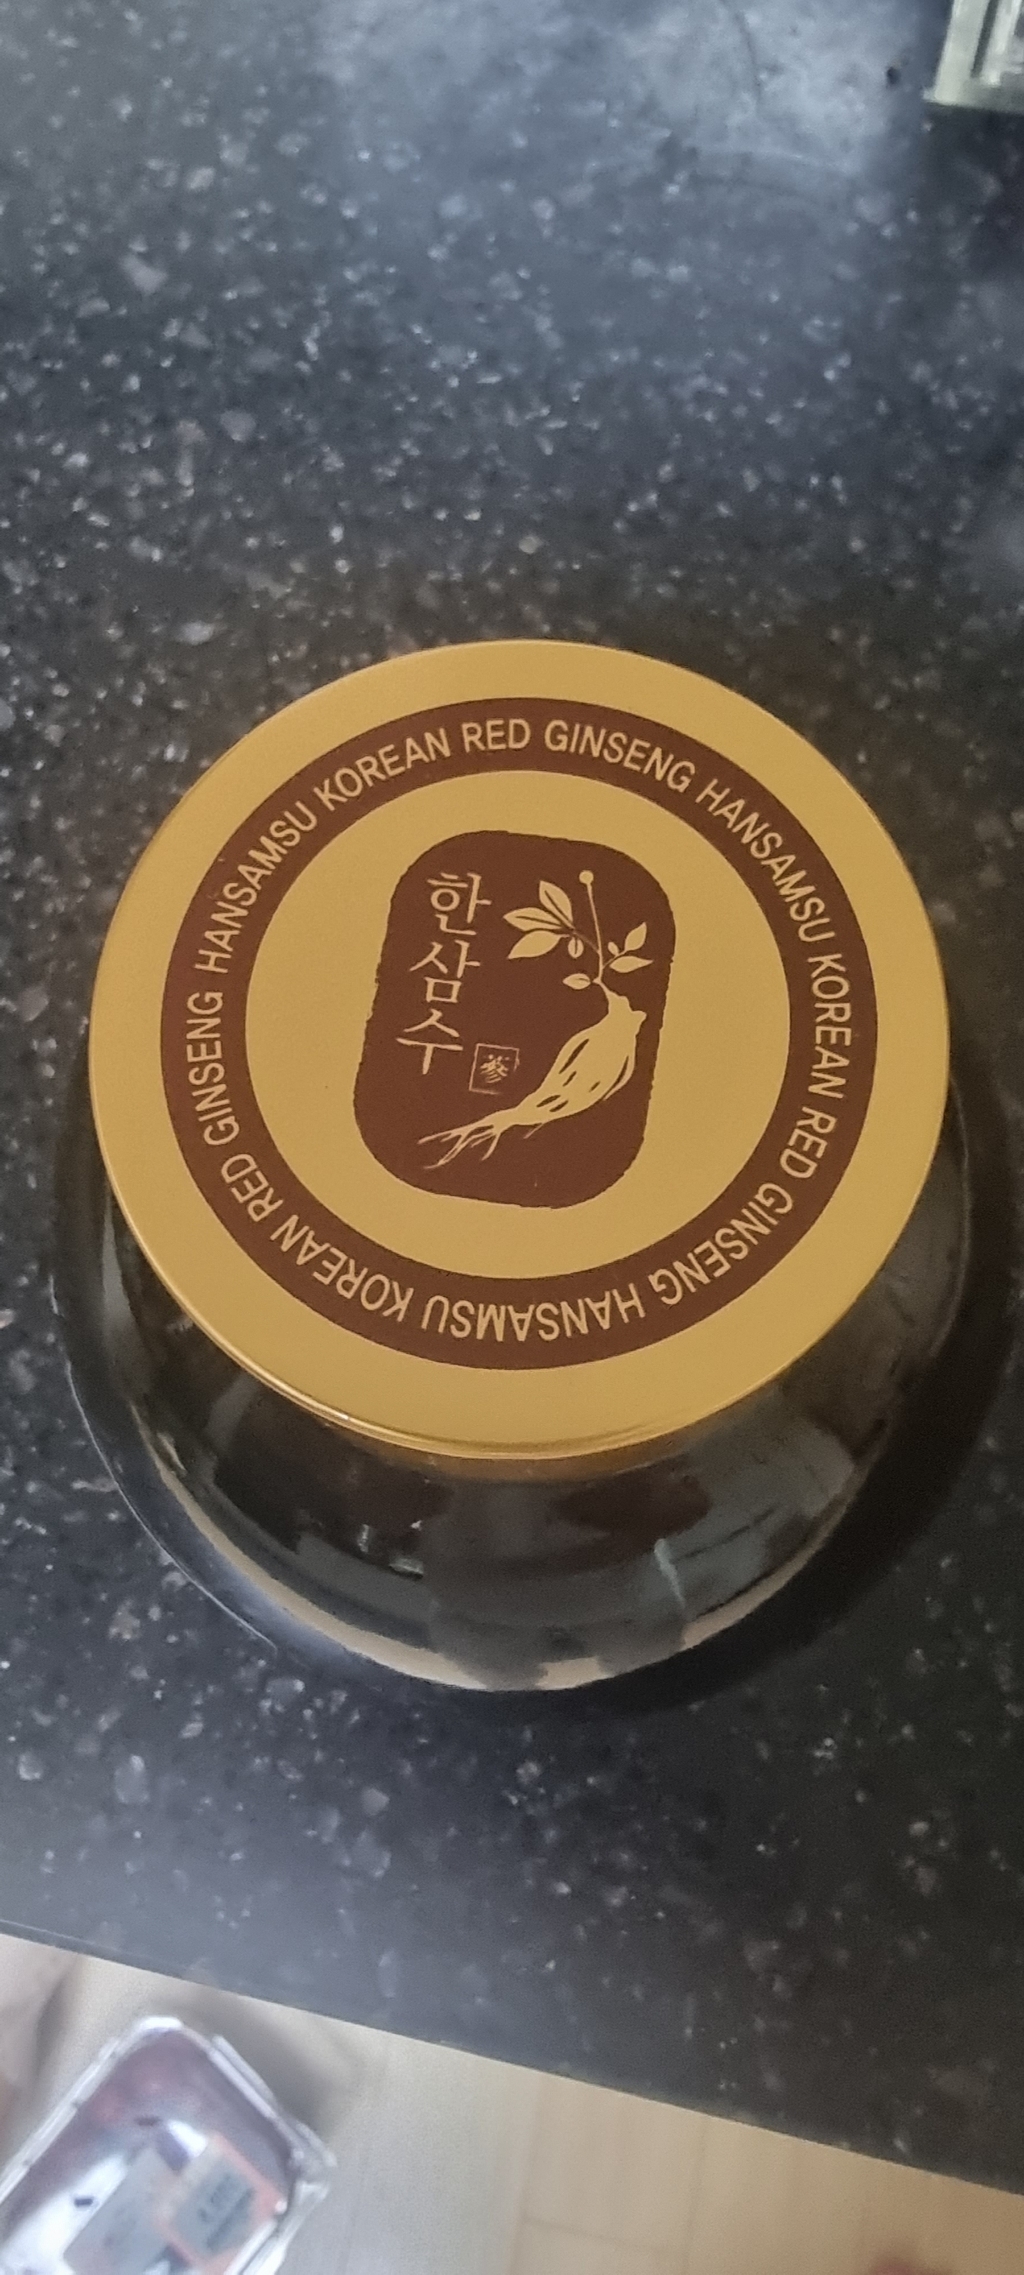 HANSAMSU KOREAN RED GINSENG HANSAMSU KOREAN RED GINSENG HANSAMSU KOREAN RED GINSENG
한삼수
蔘